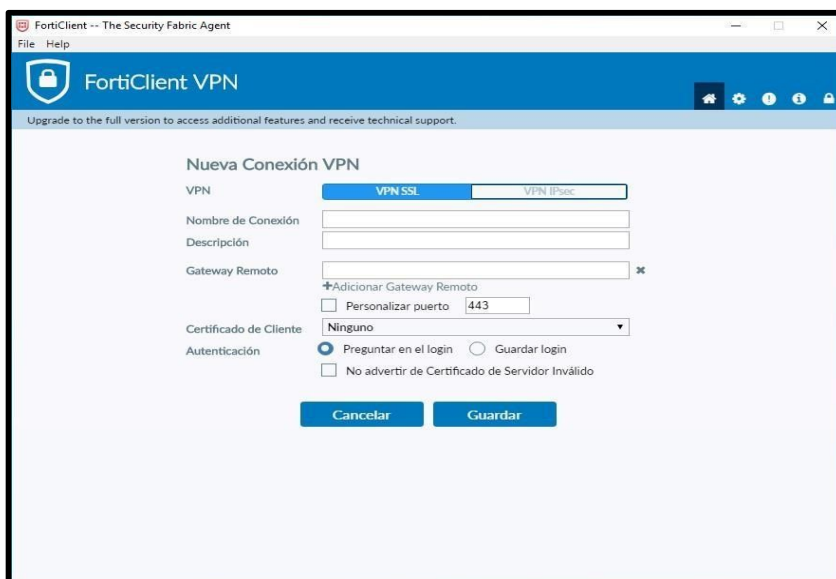 FortiClient -- The Security Fabric Agent
File Help
FortiClient VPN
Upgrade to the full version to access additional features and receive technical support.
Nueva Conexión VPN
VPN VPN SSL VPN IPsec
Nombre de Conexión
Descripción
Gateway Remoto
+Adicionar Gateway Remoto
Personalizar puerto 443
Certificado de Cliente Ninguno
Autenticación Preguntar en el login Guardar login
No advertir de Certificado de Servidor Inválido
Cancelar Guardar